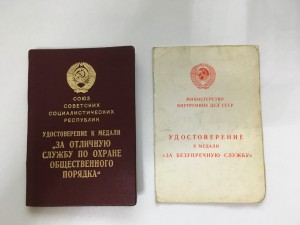 СОЮЗ
СОВЕТСКИХ
СОЦИАЛИСТИЧЕСКИХ
РЕСПУБЛИК
УДОСТОВЕРЕНИЕ К МЕДАЛИ
„ЗА ОТЛИЧНУЮ
СЛУЖБУ ПО ОХРАНЕ
ОБЩЕСТВЕННОГО
ПОРЯДКА“
МИНИСТЕРСТВО
ВНУТРЕННИХ ДЕЛ СССР
УДОСТОВЕРЕНИЕ
К МЕДАЛИ
«ЗА БЕЗУПРЕЧНУЮ СЛУЖБУ»